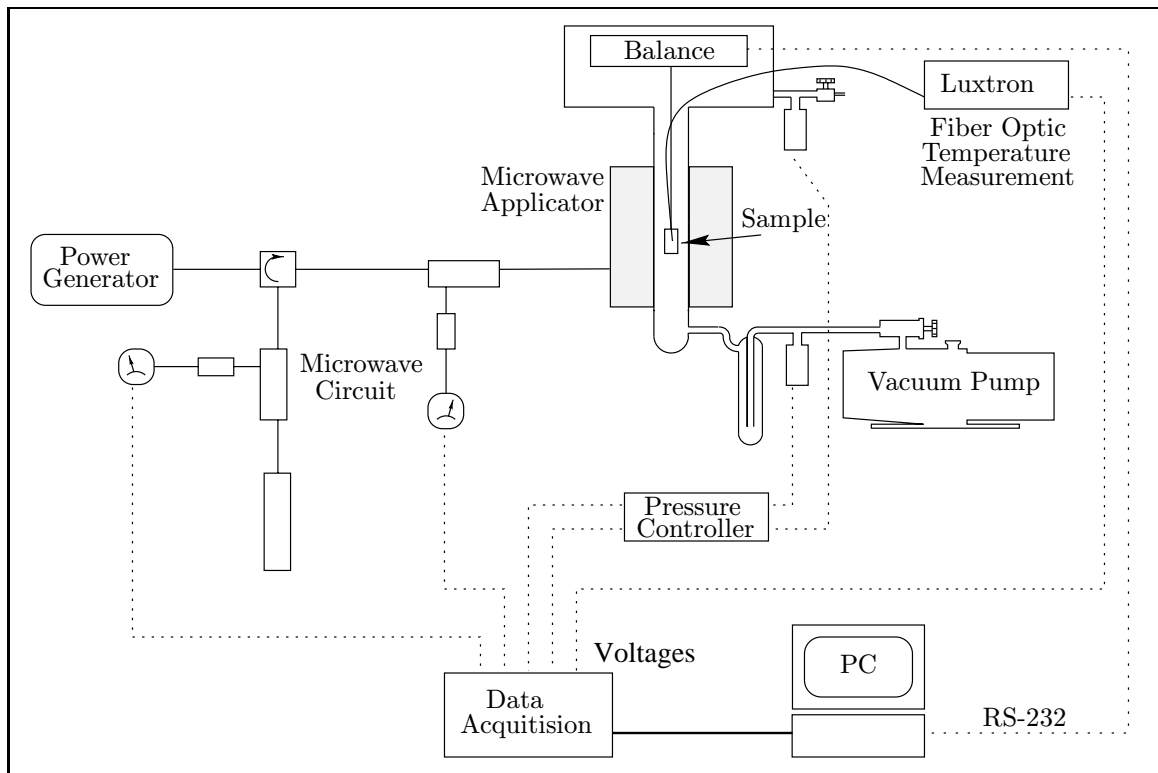 Balance
Luxtron
Fiber Optic
Temperature
Measurement
Microwave
Applicator
Sample
Power
Generator
Microwave
Circuit
Vacuum Pump
Pressure
Controller
Voltages
PC
Data
Acquitision
RS-232